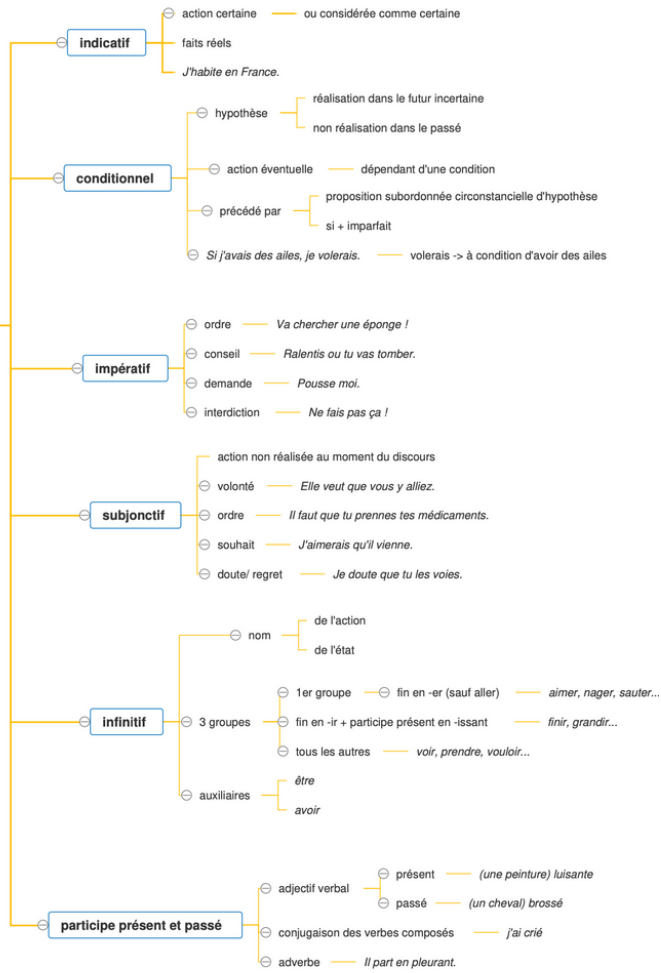 indicatif
action certaine
ou considérée comme certaine
faits réels
J'habite en France.
conditionnel
hypothèse
réalisation dans le futur incertaine
non réalisation dans le passé
action éventuelle
dépendant d'une condition
précédé par
proposition subordonnée circonstancielle d'hypothèse
si + imparfait
Si j'avais des ailes, je volerais.
volerais -> à condition d'avoir des ailes
impératif
ordre
Va chercher une éponge !
conseil
Ralentis ou tu vas tomber.
demande
Pousse moi.
interdiction
Ne fais pas ça !
subjonctif
action non réalisée au moment du discours
volonté
Elle veut que vous y alliez.
ordre
Il faut que tu prennes tes médicaments.
souhait
J'aimerais qu'il vienne.
doute/ regret
Je doute que tu les voies.
infinitif
nom
de l'action
de l'état
3 groupes
1er groupe
fin en -er (sauf aller)
aimer, nager, sauter...
fin en -ir + participe présent en -issant
finir, grandir...
tous les autres
voir, prendre, vouloir...
auxiliaires
être
avoir
participe présent et passé
adjectif verbal
présent
(une peinture) luisante
passé
(un cheval) brossé
conjugaison des verbes composés
j'ai crié
adverbe
Il part en pleurant.